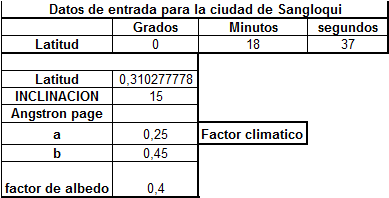 Datos de entrada para la ciudad de Sangloqui
Grados Minutos segundos
Latitud 0 18 37
Latitud 0,310277778
INCLINACION 15
Angstron page
a 0,25 Factor climatico
b 0,45
factor de albedo 0,4